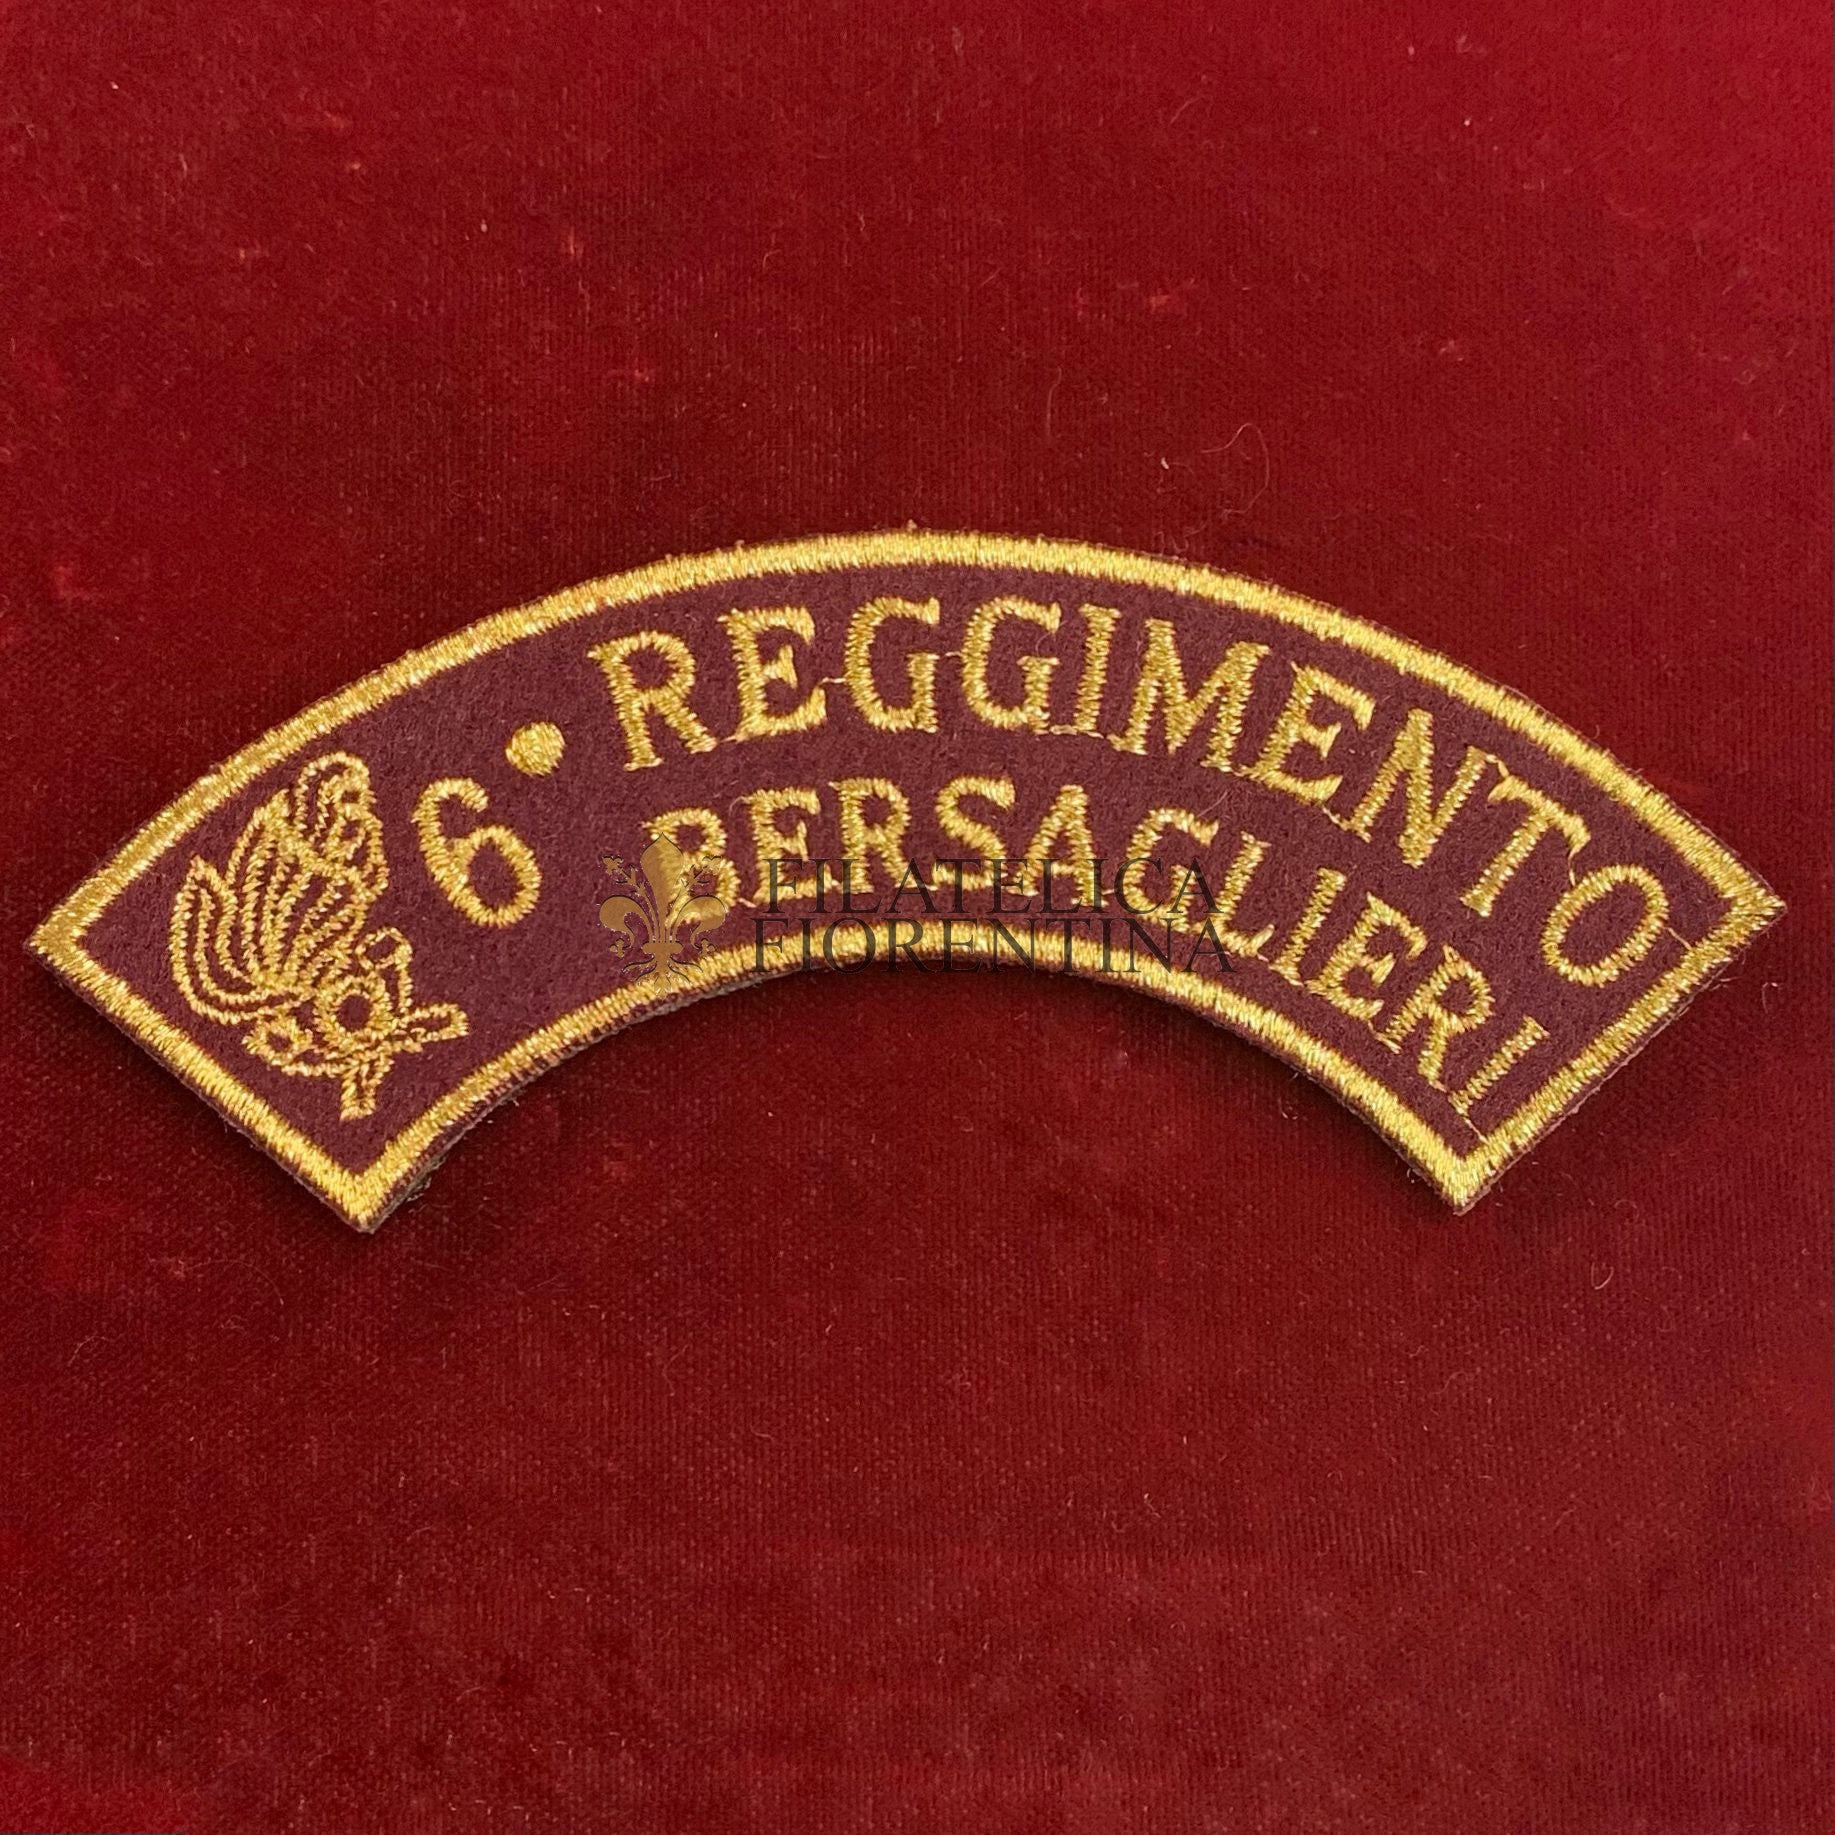 6• REGGIMENTO
BERSAGLIERI
FILATELICA
FIORENTINA